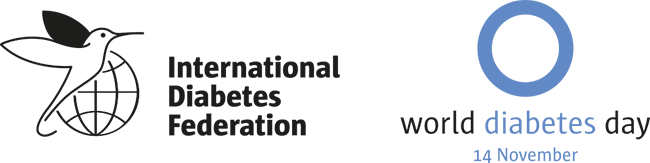 International
Diabetes
Federation
world diabetes day
14 November